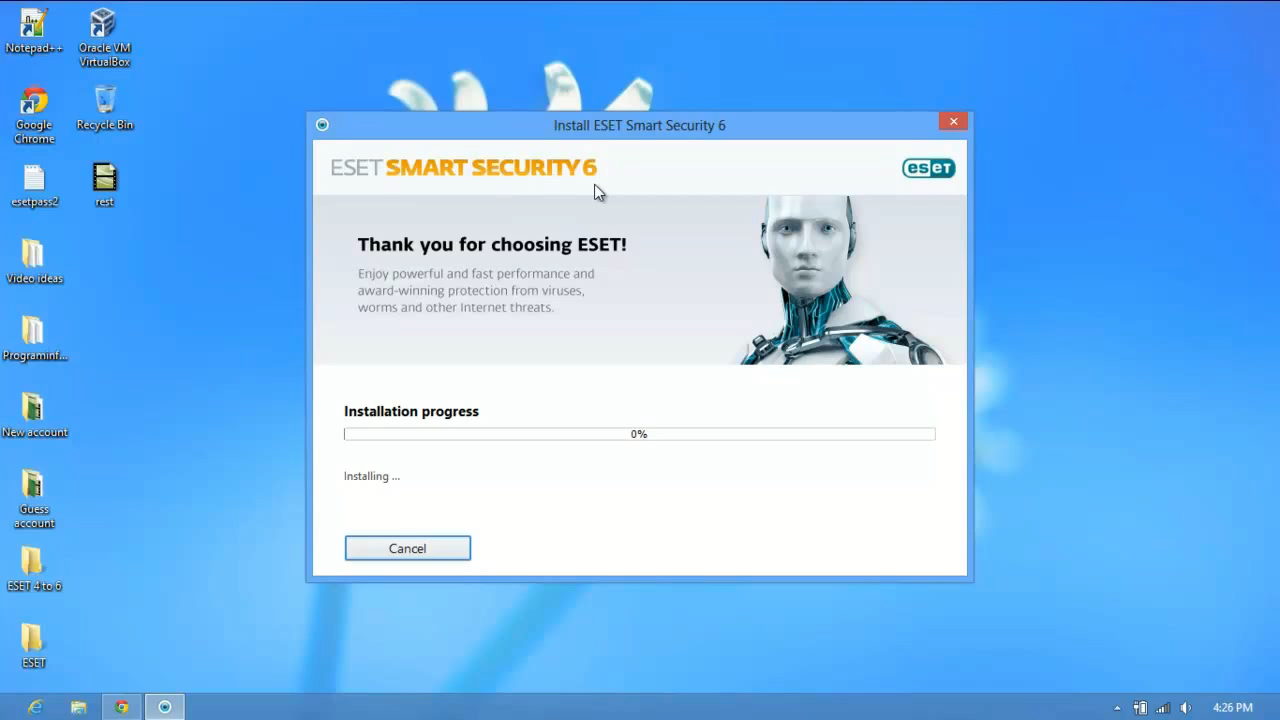 Notepad++
Oracle VM
VirtualBox
Google
Chrome
Recycle Bin
esetpass2
rest
Video ideas
Programinf...
New account
Guess
account
ESET 4 to 6
ESET
Install ESET Smart Security 6
ESET SMART SECURITY 6
eset
Thank you for choosing ESET!
Enjoy powerful and fast performance and
award-winning protection from viruses,
worms and other Internet threats.
Installation progress
0%
Installing ...
Cancel
4:26 PM